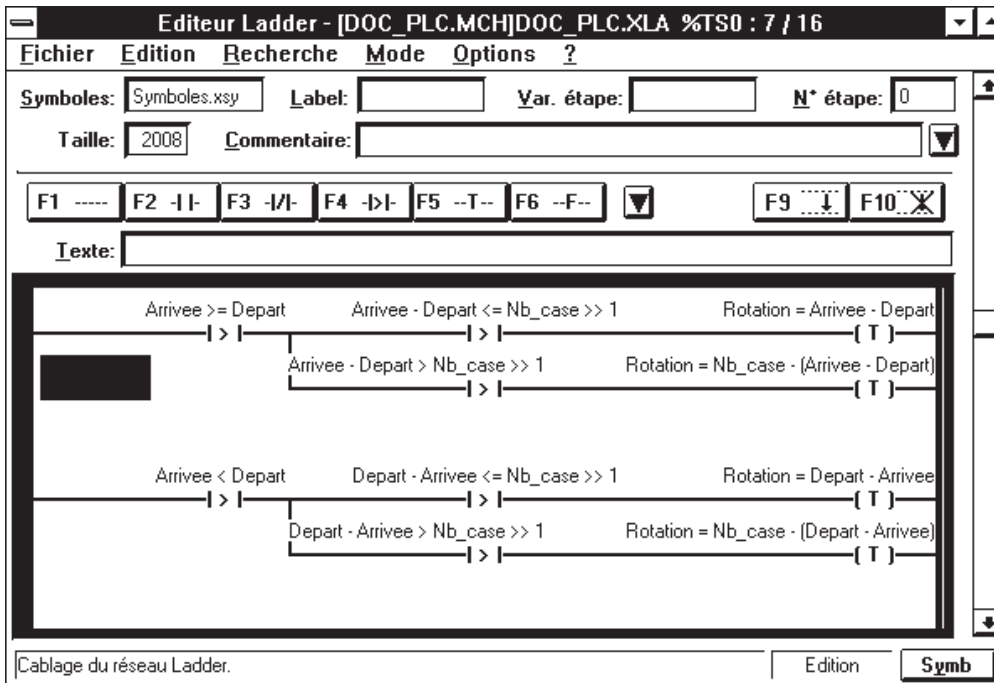 Editeur Ladder - [DOC_PLC.MCH]DOC_PLC.XLA %TS0 : 7 / 16
Fichier Edition Recherche Mode Options ?
Symboles: Symboles.xsy Label: Var. étape: N° étape: 0
Taille: 2008 Commentaire:
F1 ----- F2 -| |- F3 -|/|- F4 -|>|- F5 --T-- F6 --F-- F9 F10
Texte:
Arrivee >= Depart Arrivee - Depart <= Nb_case >> 1 Rotation = Arrivee - Depart
| > | | > | ( T )
Arrivee - Depart > Nb_case >> 1 Rotation = Nb_case - (Arrivee - Depart)
| > | ( T )
Arrivee < Depart Depart - Arrivee <= Nb_case >> 1 Rotation = Depart - Arrivee
| > | | > | ( T )
Depart - Arrivee > Nb_case >> 1 Rotation = Nb_case - (Depart - Arrivee)
| > | ( T )
Cablage du réseau Ladder. Edition Symb